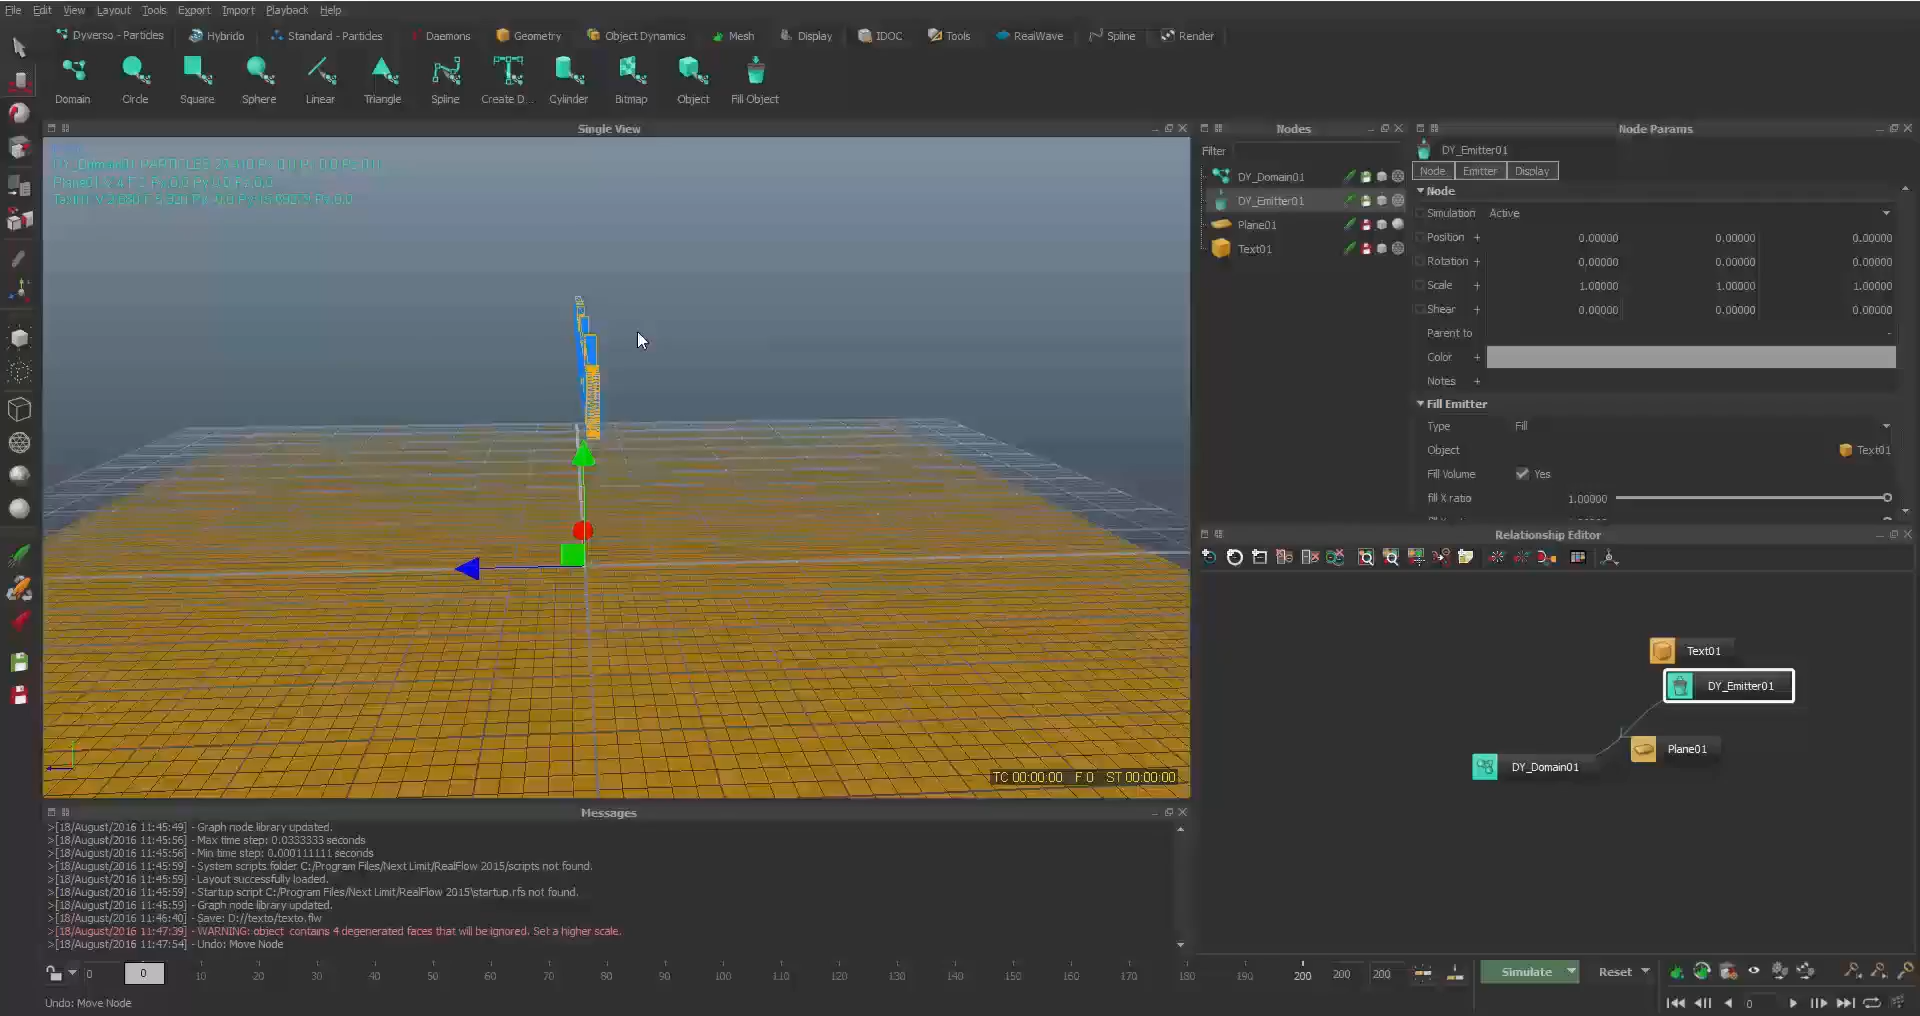 File Edit View Layout Tools Export Import Playback Help
Dyverso - Particles Hybrido Standard - Particles Daemons Geometry Object Dynamics Mesh Display IDOC Tools RealWave Spline Render
Domain Circle Square Sphere Linear Triangle Spline Create D... Cylinder Bitmap Object Fill Object
Single View
Nodes
Node Params
Filter
DY_Domain01
DY_Emitter01
Plane01
Text01
DY_Emitter01
Node Emitter Display
Node
Simulation Active
Position + 0.00000 0.00000 0.00000
Rotation + 0.00000 0.00000 0.00000
Scale + 1.00000 1.00000 1.00000
Shear + 0.00000 0.00000 0.00000
Parent to -
Color +
Notes +
Fill Emitter
Type Fill
Object Text01
Fill Volume Yes
fill X ratio 1.00000
Relationship Editor
Text01
DY_Emitter01
Plane01
DY_Domain01
TC 00:00:00 F 0 ST 00:00:00
Messages
>[18/August/2016 11:45:49] - Graph node library updated.
>[18/August/2016 11:45:56] - Max time step: 0.0333333 seconds
>[18/August/2016 11:45:56] - Min time step: 0.000111111 seconds
>[18/August/2016 11:45:59] - System scripts folder C:/Program Files/Next Limit/RealFlow 2015/scripts not found.
>[18/August/2016 11:45:59] - Layout successfully loaded.
>[18/August/2016 11:45:59] - Startup script C:/Program Files/Next Limit/RealFlow 2015\startup.rfs not found.
>[18/August/2016 11:45:59] - Graph node library updated.
>[18/August/2016 11:46:40] - Save: D://texto/texto.flw
>[18/August/2016 11:47:39] - WARNING: object  contains 4 degenerated faces that will be ignored. Set a higher scale.
>[18/August/2016 11:47:54] - Undo: Move Node
0 0 10 20 30 40 50 60 70 80 90 100 110 120 130 140 150 160 170 180 190 200 200 200
Simulate Reset
Undo: Move Node
0